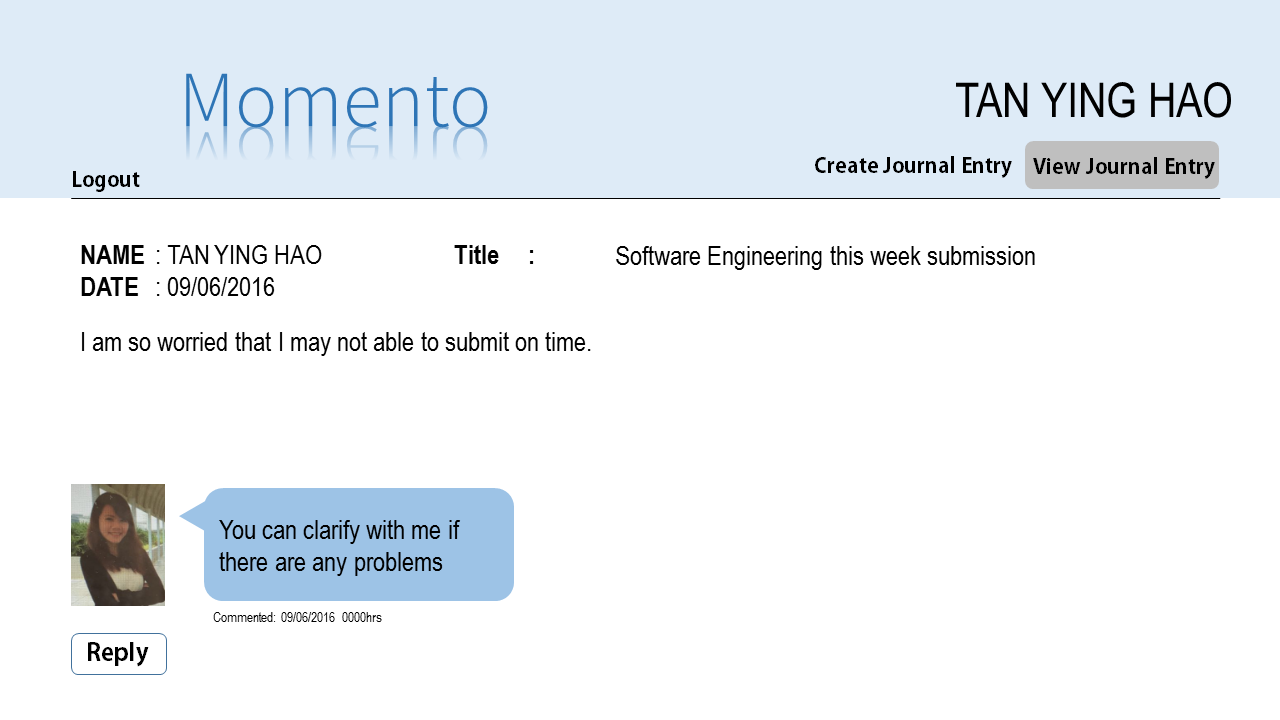 Momento
TAN YING HAO
Logout
Create Journal Entry
View Journal Entry
NAME : TAN YING HAO
Title : Software Engineering this week submission
DATE : 09/06/2016
I am so worried that I may not able to submit on time.
You can clarify with me if
there are any problems
Commented: 09/06/2016 0000hrs
Reply